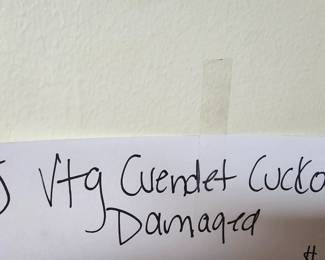 Vtg Cuendet Cucko
Damaged
#